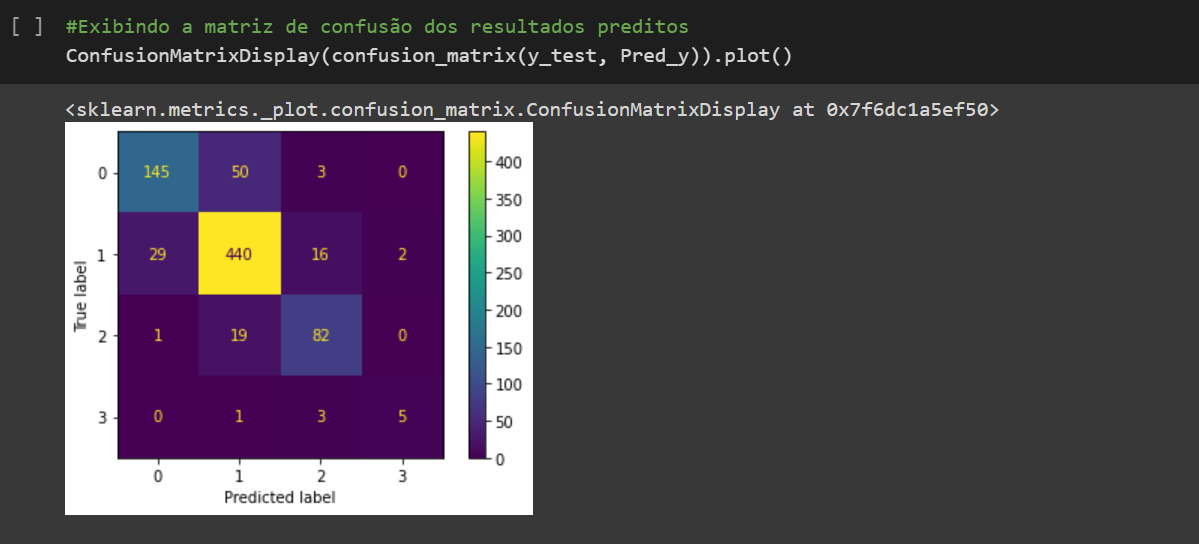 [ ] #Exibindo a matriz de confusão dos resultados preditos
ConfusionMatrixDisplay(confusion_matrix(y_test, Pred_y)).plot()
<sklearn.metrics._plot.confusion_matrix.ConfusionMatrixDisplay at 0x7f6dc1a5ef50>
True label
0 145 50 3 0
1 29 440 16 2
2 1 19 82 0
3 0 1 3 5
0 1 2 3
Predicted label
400
350
300
250
200
150
100
50
0